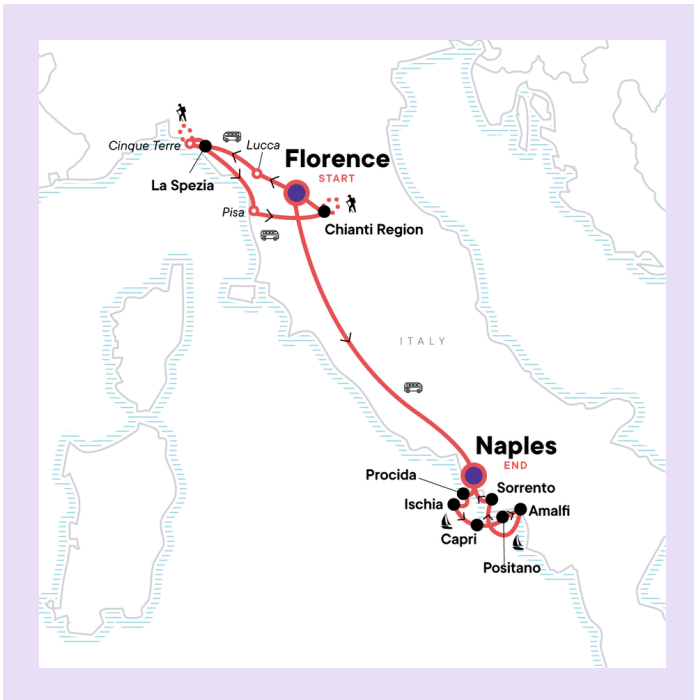 Cinque Terre
Lucca
Florence
START
La Spezia
Pisa
Chianti Region
ITALY
Naples
END
Procida
Sorrento
Ischia
Amalfi
Capri
Positano